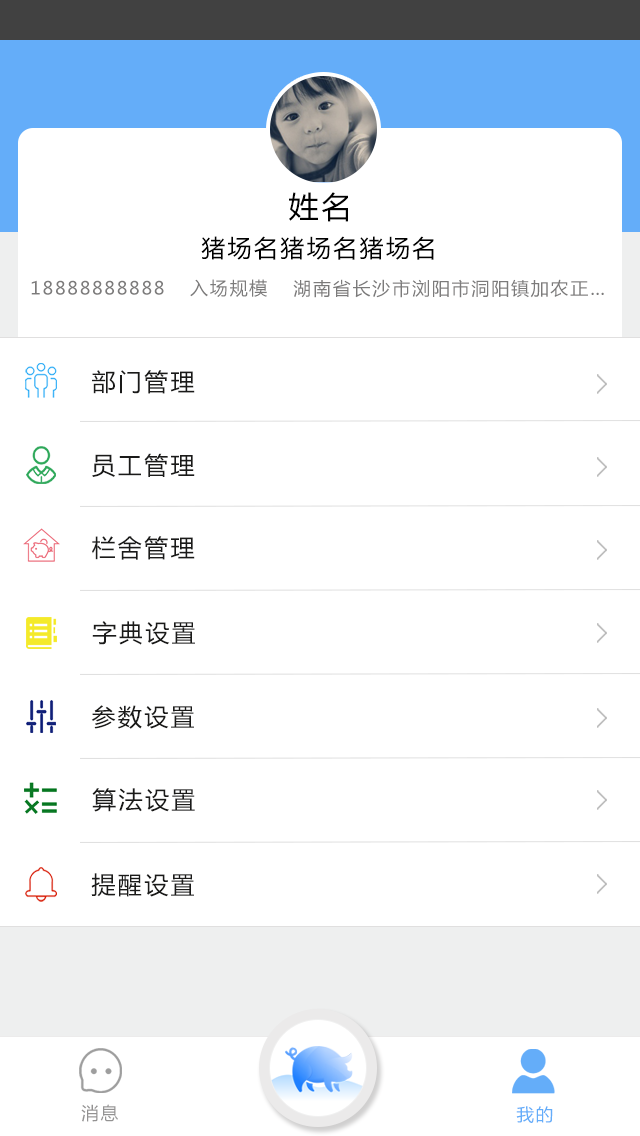 姓名
猪场名猪场名猪场名
18888888888 入场规模 湖南省长沙市浏阳市洞阳镇加农正...
部门管理
员工管理
栏舍管理
字典设置
参数设置
算法设置
提醒设置
消息 我的